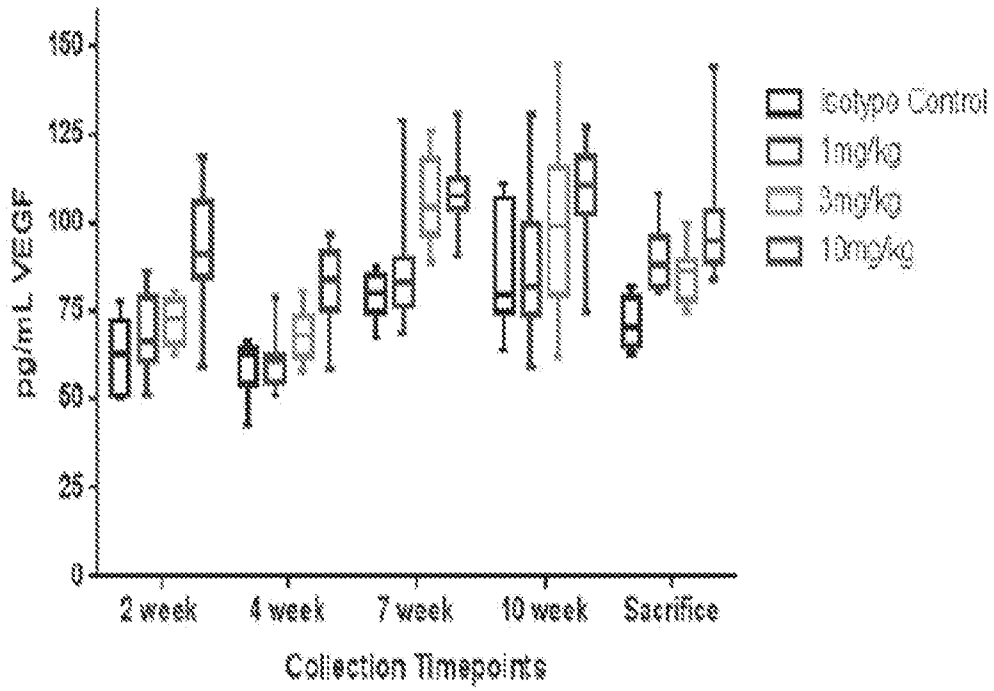 pg/mL VEGF
150
125
100
75
50
25
0
2 week 4 week 7 week 10 week Sacrifice
Collection Timepoints
Isotype Control
1mg/kg
3mg/kg
10mg/kg